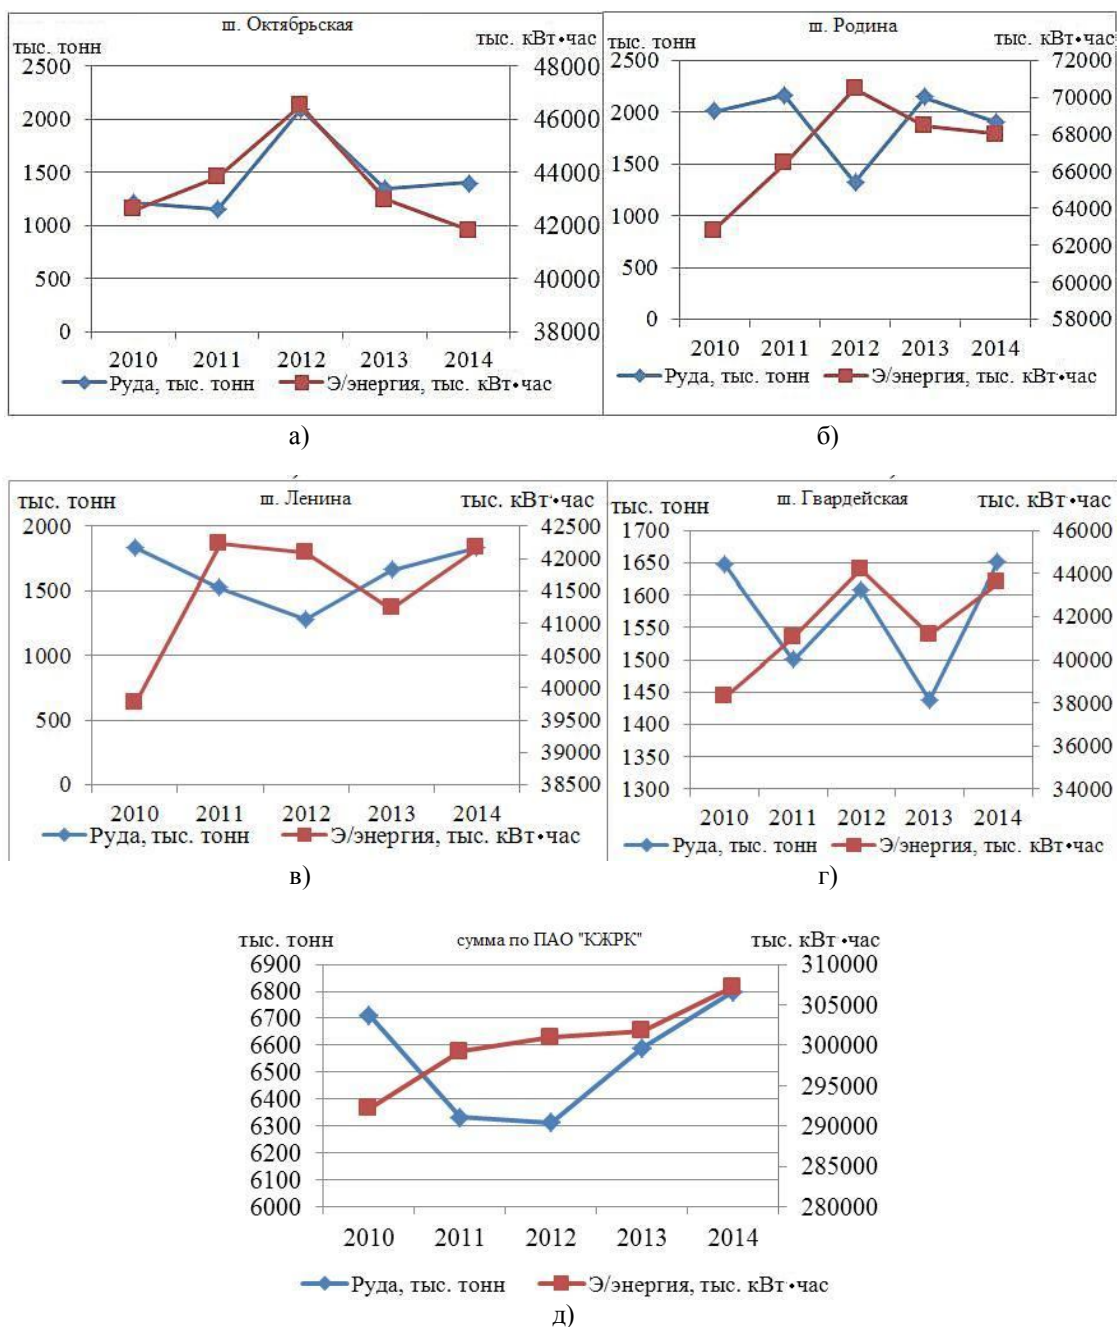 ш. Октябрьская
тыс. тонн
тыс. кВт•час
2500
2000
1500
1000
500
0
48000
46000
44000
42000
40000
38000
2010 2011 2012 2013 2014
Руда, тыс. тонн Э/энергия, тыс. кВт•час
а)
ш. Родина
тыс. тонн
тыс. кВт•час
2500
2000
1500
1000
500
0
72000
70000
68000
66000
64000
62000
60000
58000
2010 2011 2012 2013 2014
Руда, тыс. тонн Э/энергия, тыс. кВт•час
б)
ш. Ленина
тыс. тонн
тыс. кВт•час
2000
1500
1000
500
0
42500
42000
41500
41000
40500
40000
39500
39000
38500
2010 2011 2012 2013 2014
Руда, тыс. тонн Э/энергия, тыс. кВт•час
в)
ш. Гвардейская
тыс. тонн
тыс. кВт•час
1700
1650
1600
1550
1500
1450
1400
1350
1300
46000
44000
42000
40000
38000
36000
34000
2010 2011 2012 2013 2014
Руда, тыс. тонн Э/энергия, тыс. кВт•час
г)
сумма по ПАО "КЖРК"
тыс. тонн
тыс. кВт•час
6900
6800
6700
6600
6500
6400
6300
6200
6100
6000
310000
305000
300000
295000
290000
285000
280000
2010 2011 2012 2013 2014
Руда, тыс. тонн Э/энергия, тыс. кВт•час
д)